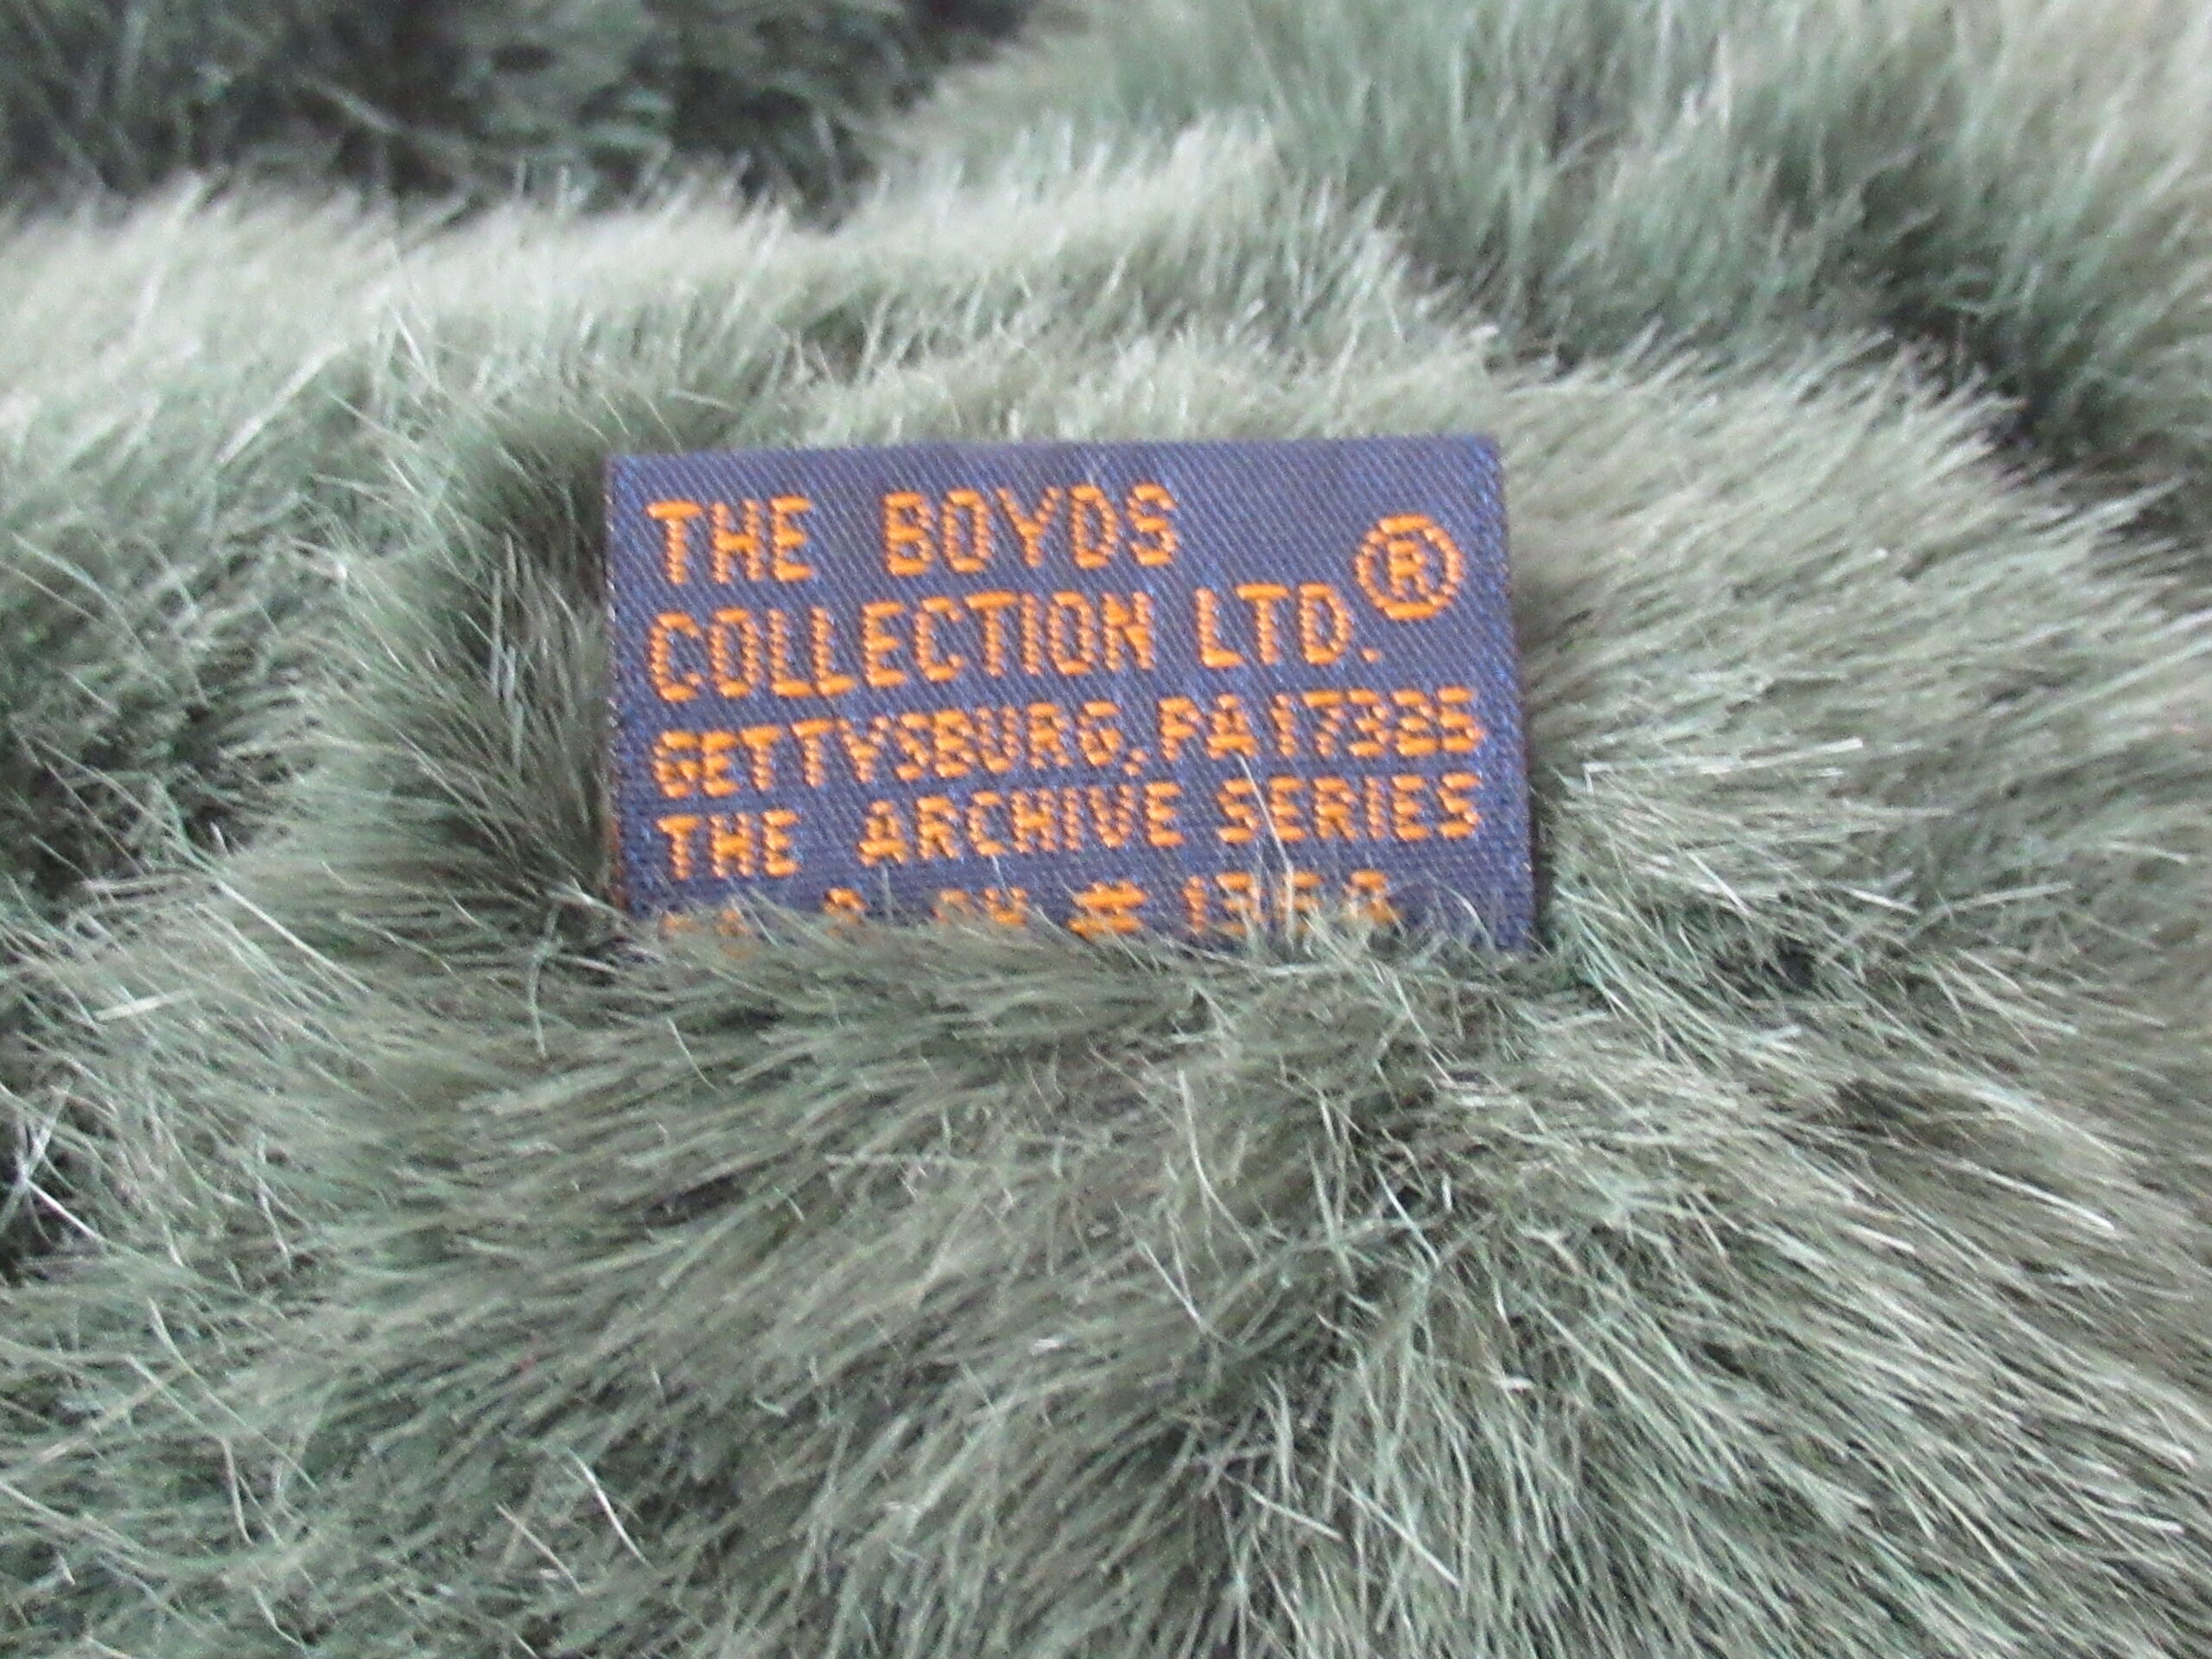 THE BOYDS
COLLECTION LTD.®
GETTYSBURG, PA 17325
THE ARCHIVE SERIES
#